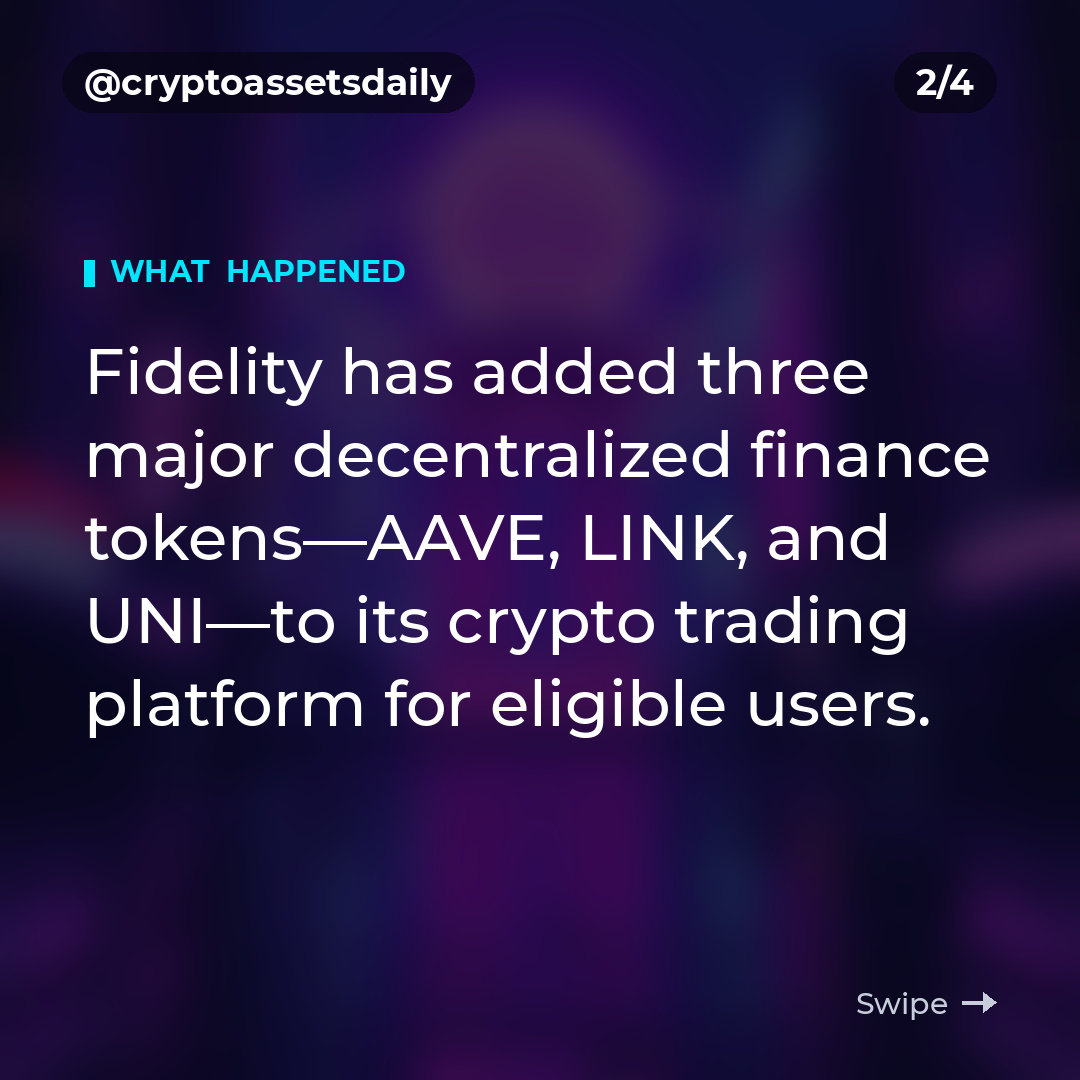 @cryptoassetsdaily
2/4
WHAT HAPPENED
Fidelity has added three
major decentralized finance
tokens—AAVE, LINK, and
UNI—to its crypto trading
platform for eligible users.
Swipe